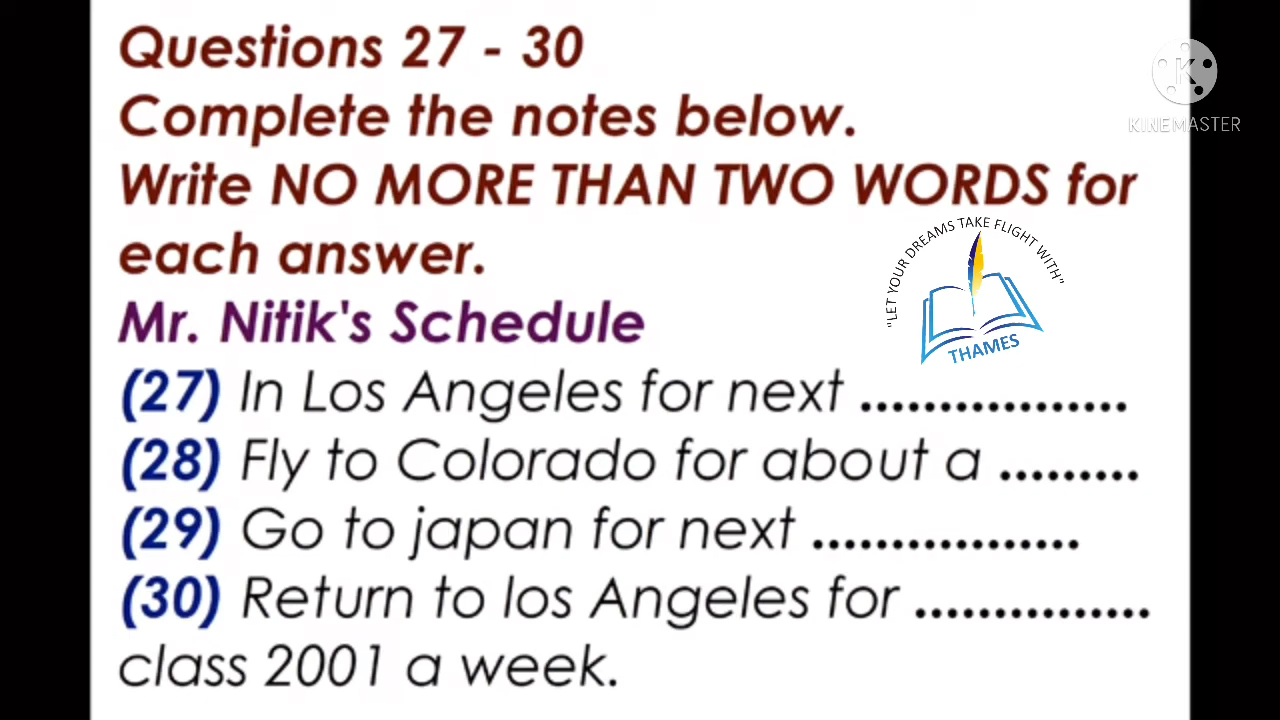 Questions 27 - 30
Complete the notes below.
Write NO MORE THAN TWO WORDS for
each answer.
Mr. Nitik's Schedule
(27) In Los Angeles for next .................
(28) Fly to Colorado for about a .........
(29) Go to japan for next .................
(30) Return to los Angeles for ...............
class 2001 a week.
K
KINEMASTER
"LET YOUR DREAMS TAKE FLIGHT WITH"
THAMES